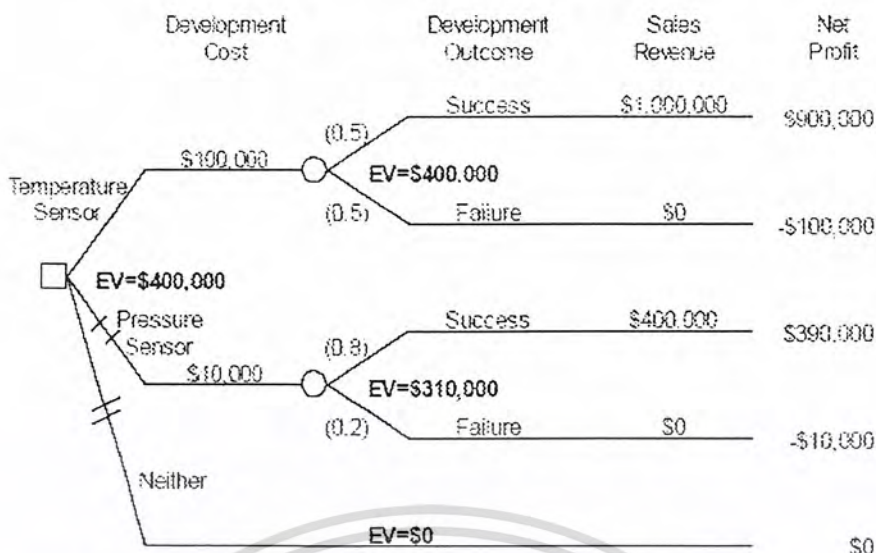 Development Cost
Development Outcome
Sales Revenue
Net Profit
Success
$1,000,000
$900,000
(0.5)
$100,000
EV=$400,000
Temperature Sensor
(0.5)
Failure
$0
-$100,000
EV=$400,000
Pressure Sensor
Success
$400,000
$390,000
(0.8)
$10,000
EV=$310,000
(0.2)
Failure
$0
-$10,000
Neither
EV=$0
$0